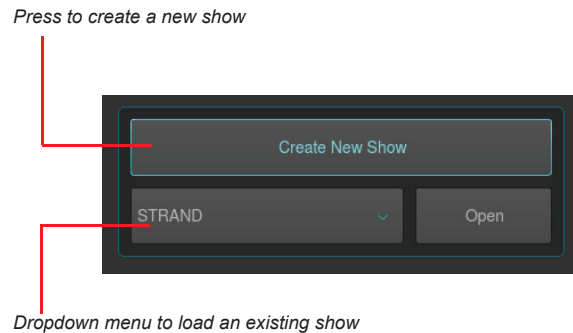 Press to create a new show
Create New Show
STRAND
Open
Dropdown menu to load an existing show